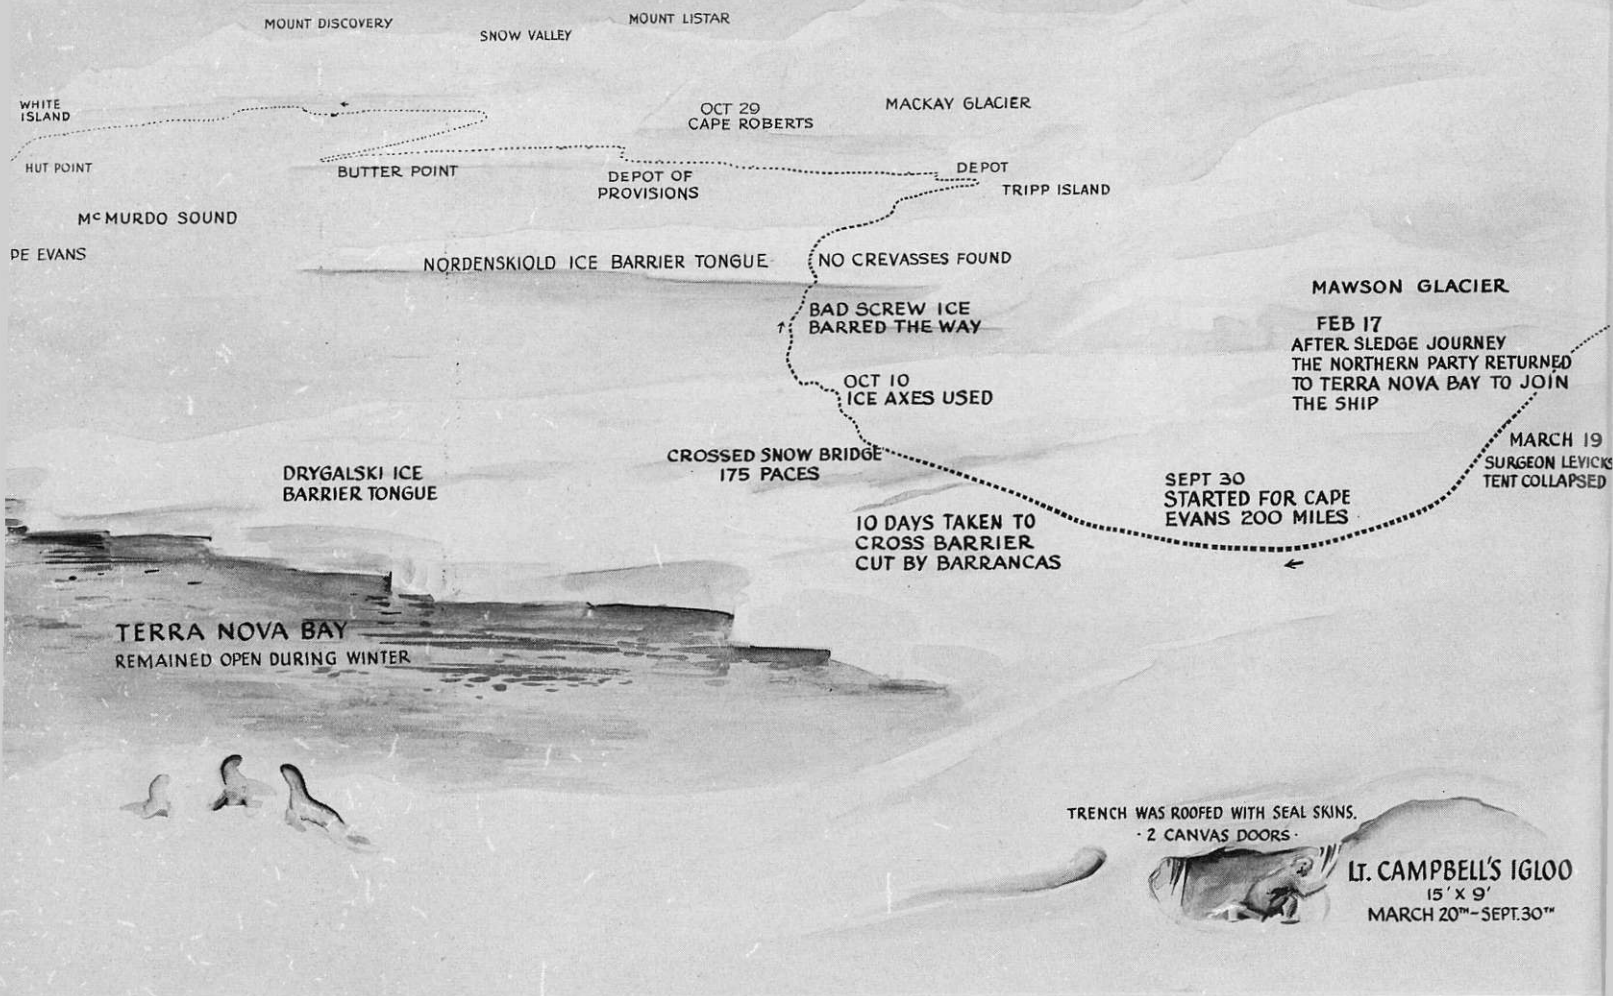 MOUNT DISCOVERY
SNOW VALLEY
MOUNT LISTAR
WHITE
ISLAND
OCT 29
CAPE ROBERTS
MACKAY GLACIER
HUT POINT
BUTTER POINT
DEPOT OF
PROVISIONS
DEPOT
TRIPP ISLAND
McMURDO SOUND
PE EVANS
NORDENSKIOLD ICE BARRIER TONGUE
NO CREVASSES FOUND
BAD SCREW ICE
BARRED THE WAY
MAWSON GLACIER
FEB 17
AFTER SLEDGE JOURNEY
THE NORTHERN PARTY RETURNED
TO TERRA NOVA BAY TO JOIN
THE SHIP
OCT 10
ICE AXES USED
MARCH 19
SURGEON LEVICKS
TENT COLLAPSED
CROSSED SNOW BRIDGE
175 PACES
DRYGALSKI ICE
BARRIER TONGUE
SEPT 30
STARTED FOR CAPE
EVANS 200 MILES
10 DAYS TAKEN TO
CROSS BARRIER
CUT BY BARRANCAS
TERRA NOVA BAY
REMAINED OPEN DURING WINTER
TRENCH WAS ROOFED WITH SEAL SKINS.
· 2 CANVAS DOORS ·
LT. CAMPBELL'S IGLOO
15' X 9'
MARCH 20TH - SEPT. 30TH